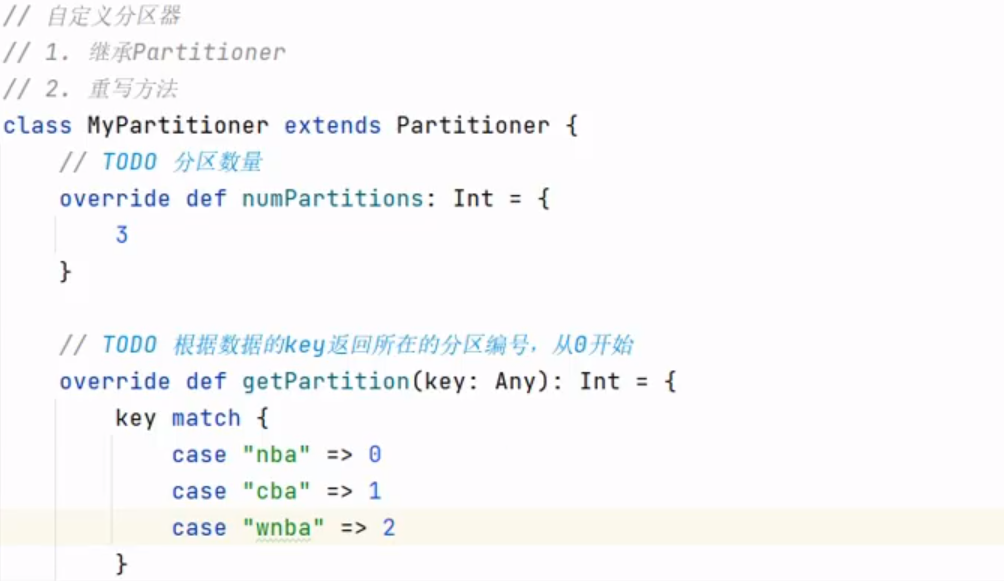 // 自定义分区器
// 1. 继承Partitioner
// 2. 重写方法
class MyPartitioner extends Partitioner {
    // TODO 分区数量
    override def numPartitions: Int = {
        3
    }
    // TODO 根据数据的key返回所在的分区编号，从0开始
    override def getPartition(key: Any): Int = {
        key match {
            case "nba" => 0
            case "cba" => 1
            case "wnba" => 2
        }